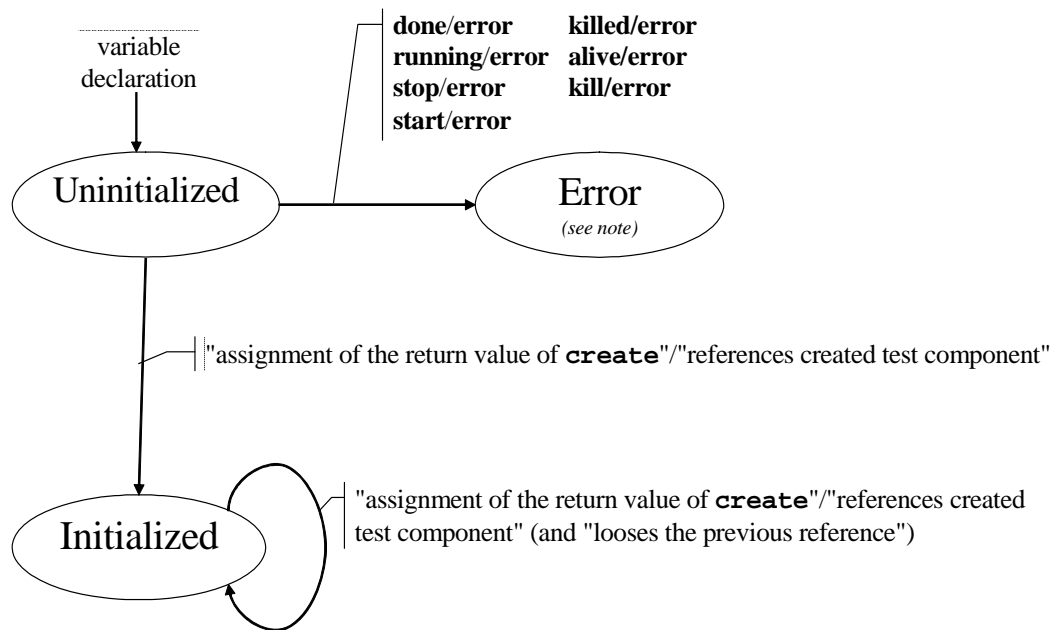 variable
declaration
done/error killed/error
running/error alive/error
stop/error kill/error
start/error
Uninitialized
Error
(see note)
"assignment of the return value of create"/"references created test component"
"assignment of the return value of create"/"references created
test component" (and "looses the previous reference")
Initialized